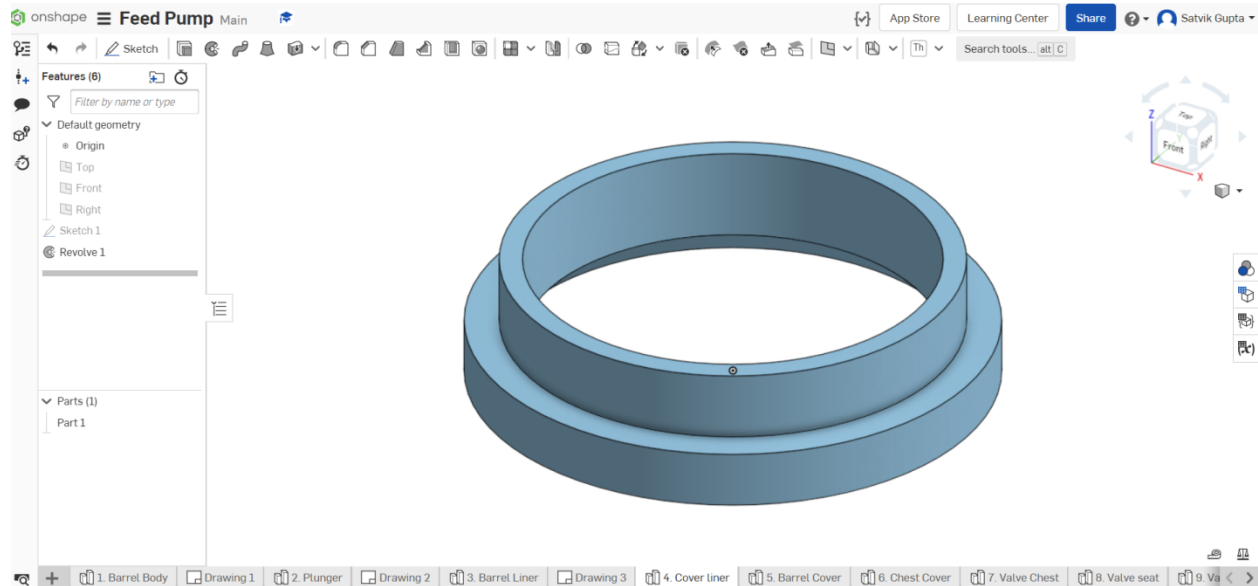 onshape Feed Pump Main App Store Learning Center Share Satvik Gupta
Sketch Th Search tools... alt C
Features (6)
Filter by name or type
Default geometry
Origin
Top
Front
Right
Sketch 1
Revolve 1
Parts (1)
Part 1
Z
Top
Y
Front
Right
X
1. Barrel Body Drawing 1 2. Plunger Drawing 2 3. Barrel Liner Drawing 3 4. Cover liner 5. Barrel Cover 6. Chest Cover 7. Valve Chest 8. Valve seat 9. Va